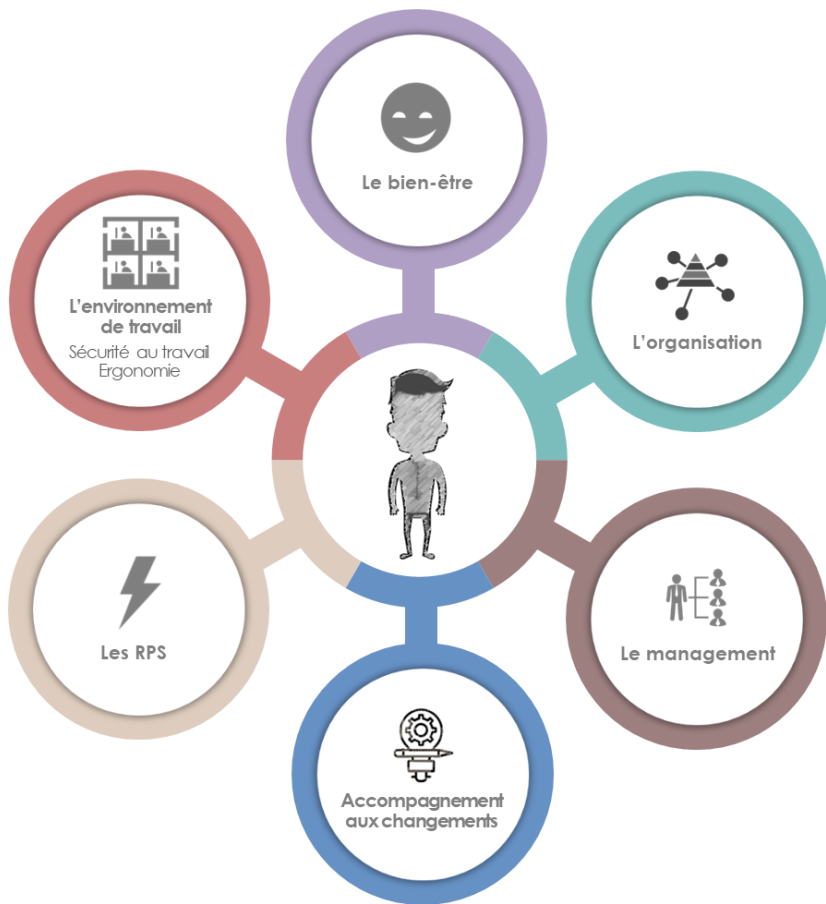 Le bien-être
L'environnement
de travail
Sécurité au travail
Ergonomie
L'organisation
Les RPS
Le management
Accompagnement
aux changements